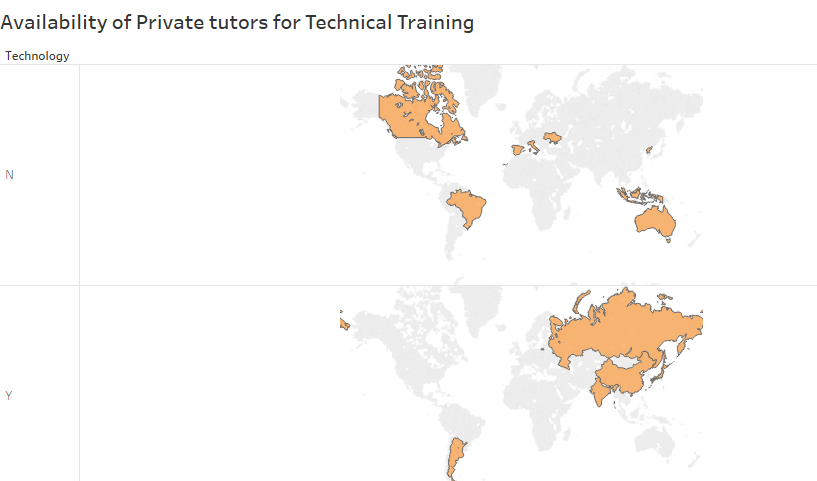 Availability of Private tutors for Technical Training
Technology
N
Y